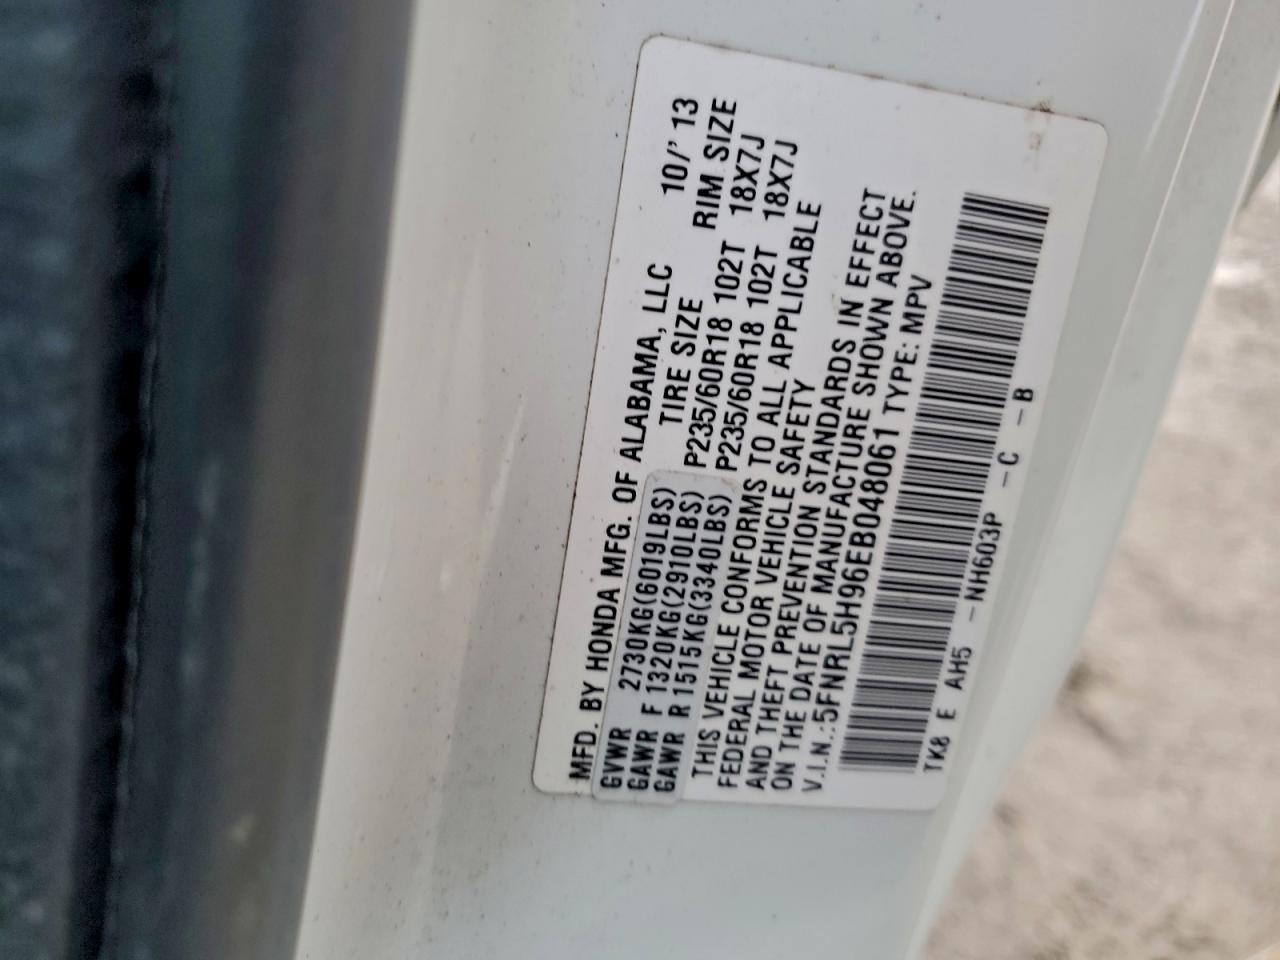 MFD. BY HONDA MFG. OF ALABAMA, LLC 10/' 13
TIRE SIZE RIM SIZE
GVWR 2730KG(6019LBS)
GAWR F 1320KG(2910LBS) P235/60R18 102T 18X7J
GAWR R 1515KG(3340LBS) P235/60R18 102T 18X7J
THIS VEHICLE CONFORMS TO ALL APPLICABLE
FEDERAL MOTOR VEHICLE SAFETY
AND THEFT PREVENTION STANDARDS IN EFFECT
ON THE DATE OF MANUFACTURE SHOWN ABOVE.
V.I.N.:5FNRL5H96EB048061 TYPE: MPV
TK8 E AH5 -NH603P -C -B